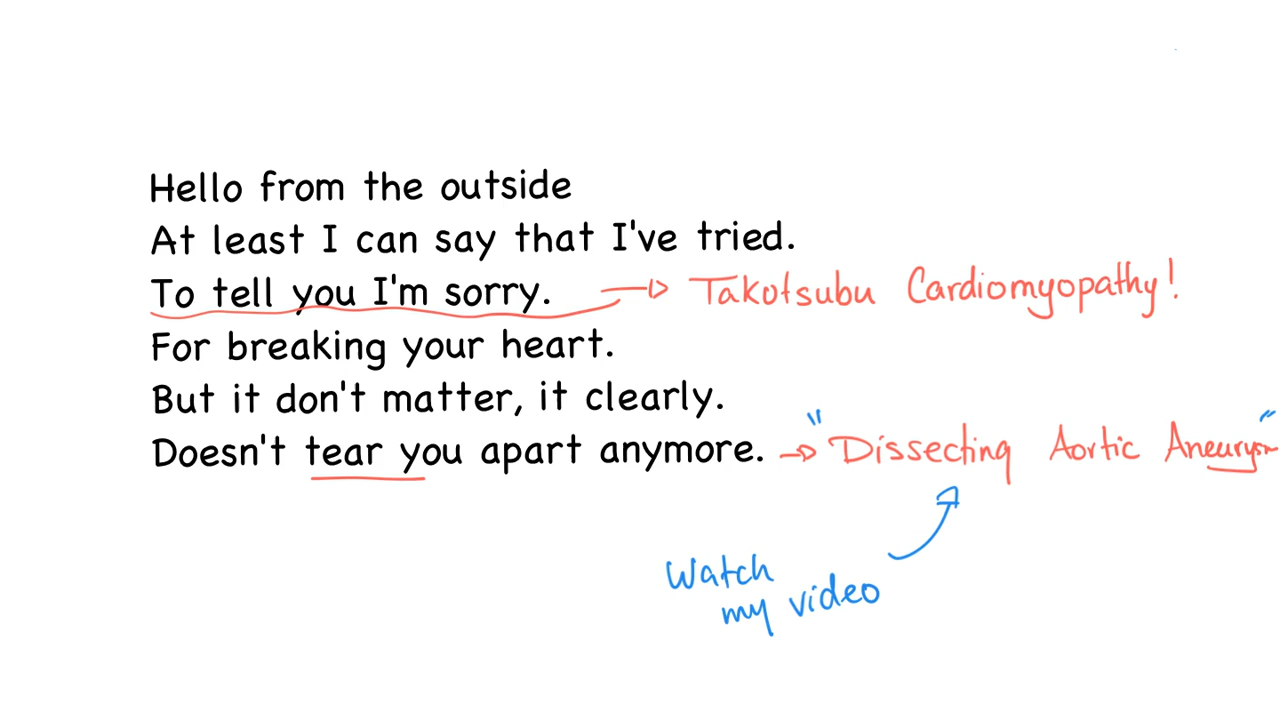 Hello from the outside
At least I can say that I've tried.
To tell you I'm sorry. → Takotsubu Cardiomyopathy!
For breaking your heart.
But it don't matter, it clearly.
Doesn't tear you apart anymore. → "Dissecting Aortic Aneurysm"
Watch
my video